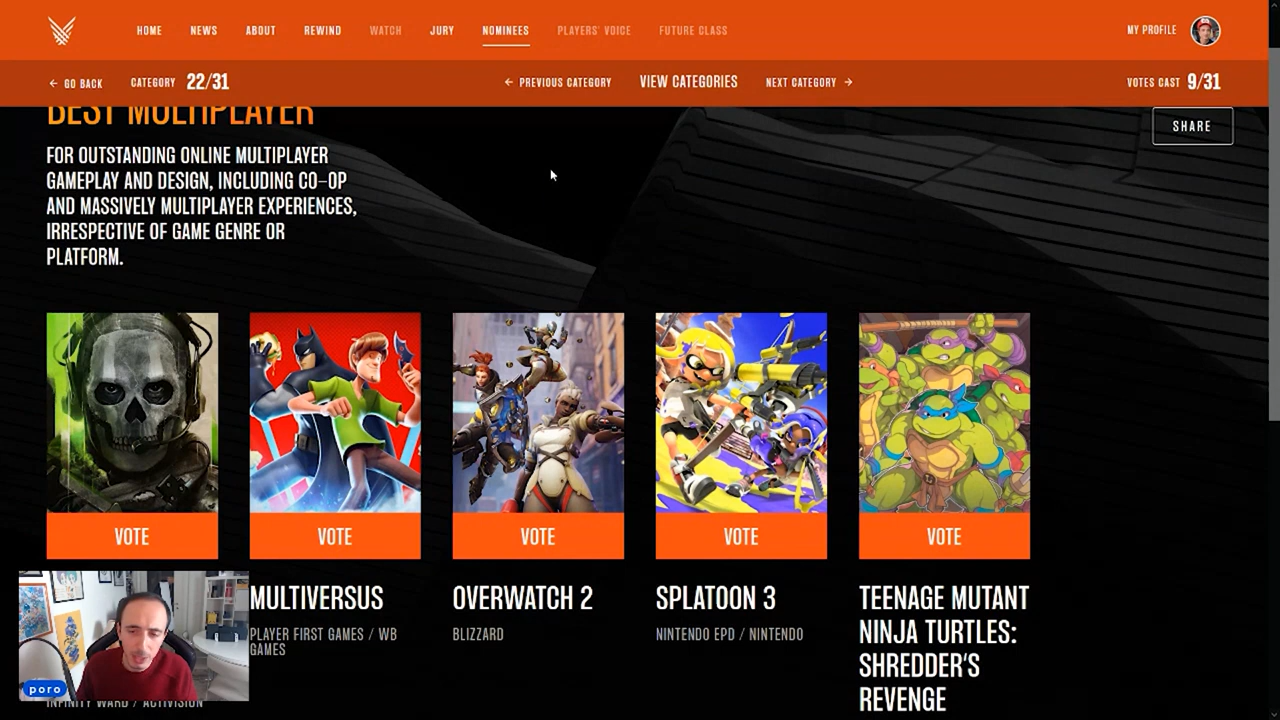 HOME NEWS ABOUT REWIND WATCH JURY NOMINEES PLAYERS' VOICE FUTURE CLASS MY PROFILE
← GO BACK CATEGORY 22/31 ← PREVIOUS CATEGORY VIEW CATEGORIES NEXT CATEGORY → VOTES CAST 9/31
BEST MULTIPLAYER
SHARE
FOR OUTSTANDING ONLINE MULTIPLAYER
GAMEPLAY AND DESIGN, INCLUDING CO-OP
AND MASSIVELY MULTIPLAYER EXPERIENCES,
IRRESPECTIVE OF GAME GENRE OR
PLATFORM.
VOTE VOTE VOTE VOTE VOTE
MULTIVERSUS
PLAYER FIRST GAMES / WB
GAMES
OVERWATCH 2
BLIZZARD
SPLATOON 3
NINTENDO EPD / NINTENDO
TEENAGE MUTANT
NINJA TURTLES:
SHREDDER'S
REVENGE
poro
INFINITY WARD / ACTIVISION